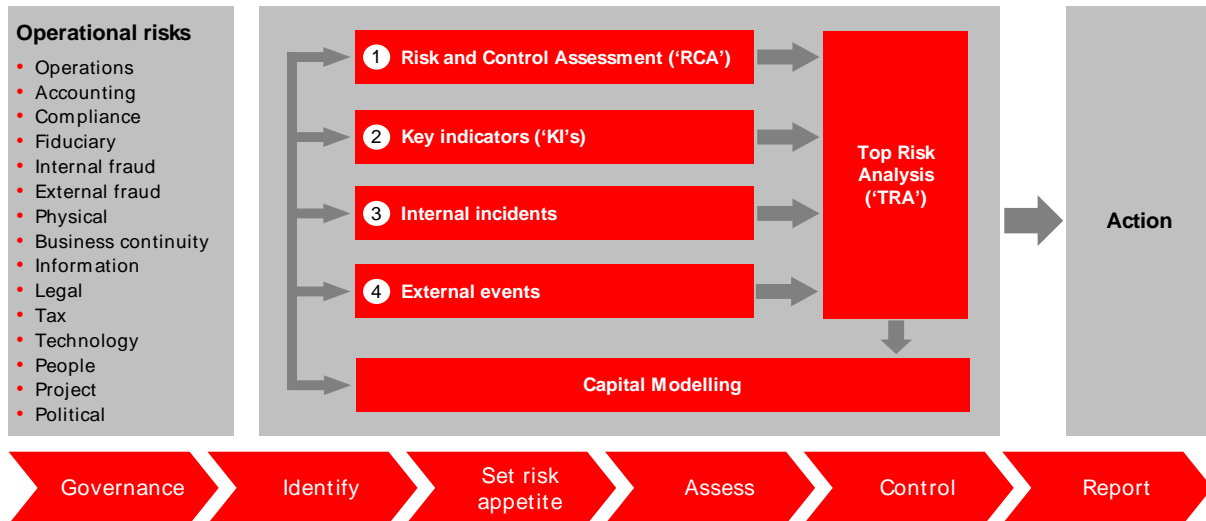 Operational risks
• Operations
• Accounting
• Compliance
• Fiduciary
• Internal fraud
• External fraud
• Physical
• Business continuity
• Information
• Legal
• Tax
• Technology
• People
• Project
• Political
1 Risk and Control Assessment (‘RCA’)
2 Key indicators (‘KI’s)
3 Internal incidents
4 External events
Top Risk
Analysis
(‘TRA’)
Capital Modelling
Action
Governance
Identify
Set risk
appetite
Assess
Control
Report